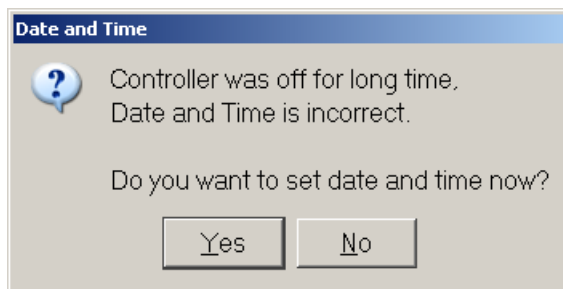 Date and Time
Controller was off for long time,
Date and Time is incorrect.
Do you want to set date and time now?
Yes No